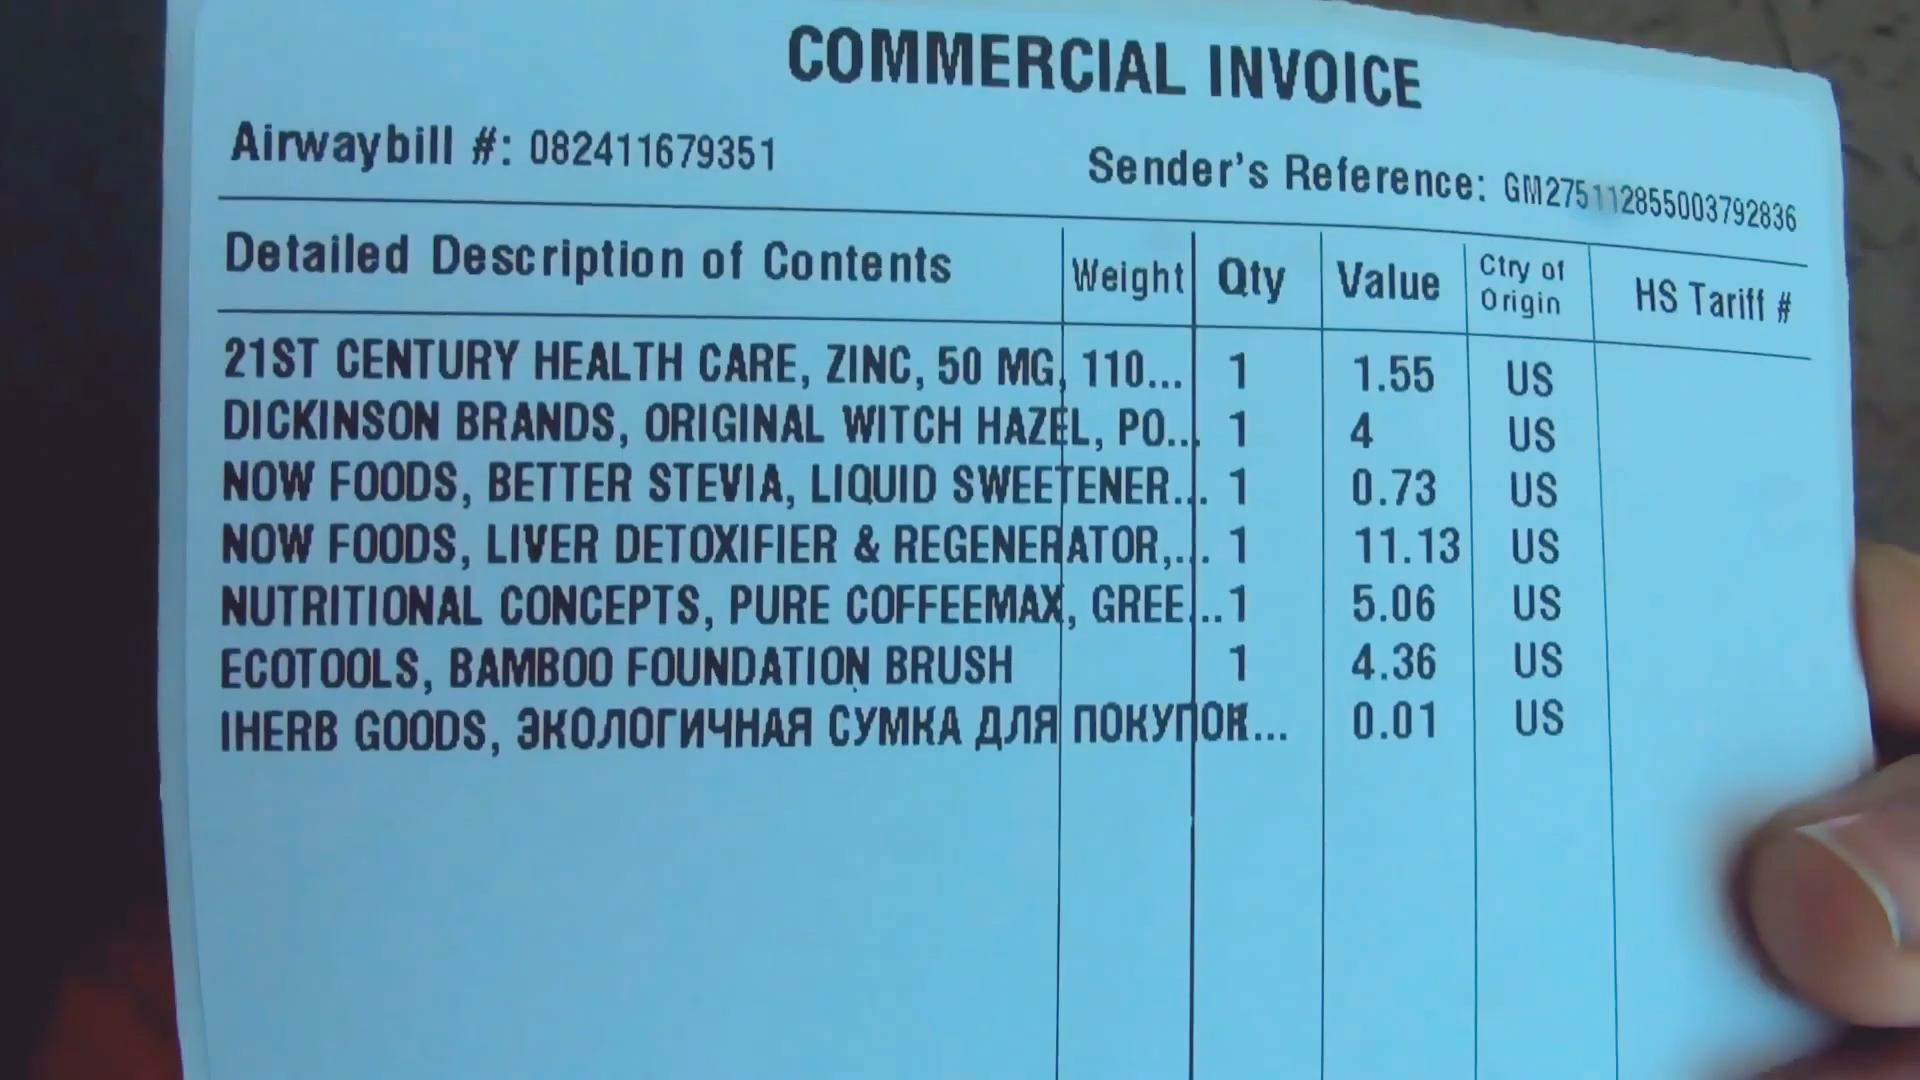 COMMERCIAL INVOICE
Airwaybill #: 082411679351
Sender's Reference: GM275112855003792836
Detailed Description of Contents Weight Qty Value Ctry of Origin HS Tariff #
21ST CENTURY HEALTH CARE, ZINC, 50 MG, 110... 1 1.55 US
DICKINSON BRANDS, ORIGINAL WITCH HAZEL, PO... 1 4 US
NOW FOODS, BETTER STEVIA, LIQUID SWEETENER... 1 0.73 US
NOW FOODS, LIVER DETOXIFIER & REGENERATOR,... 1 11.13 US
NUTRITIONAL CONCEPTS, PURE COFFEEMAX, GREE... 1 5.06 US
ECOTOOLS, BAMBOO FOUNDATION BRUSH 1 4.36 US
IHERB GOODS, ЭКОЛОГИЧНАЯ СУМКА ДЛЯ ПОКУПОК... 0.01 US